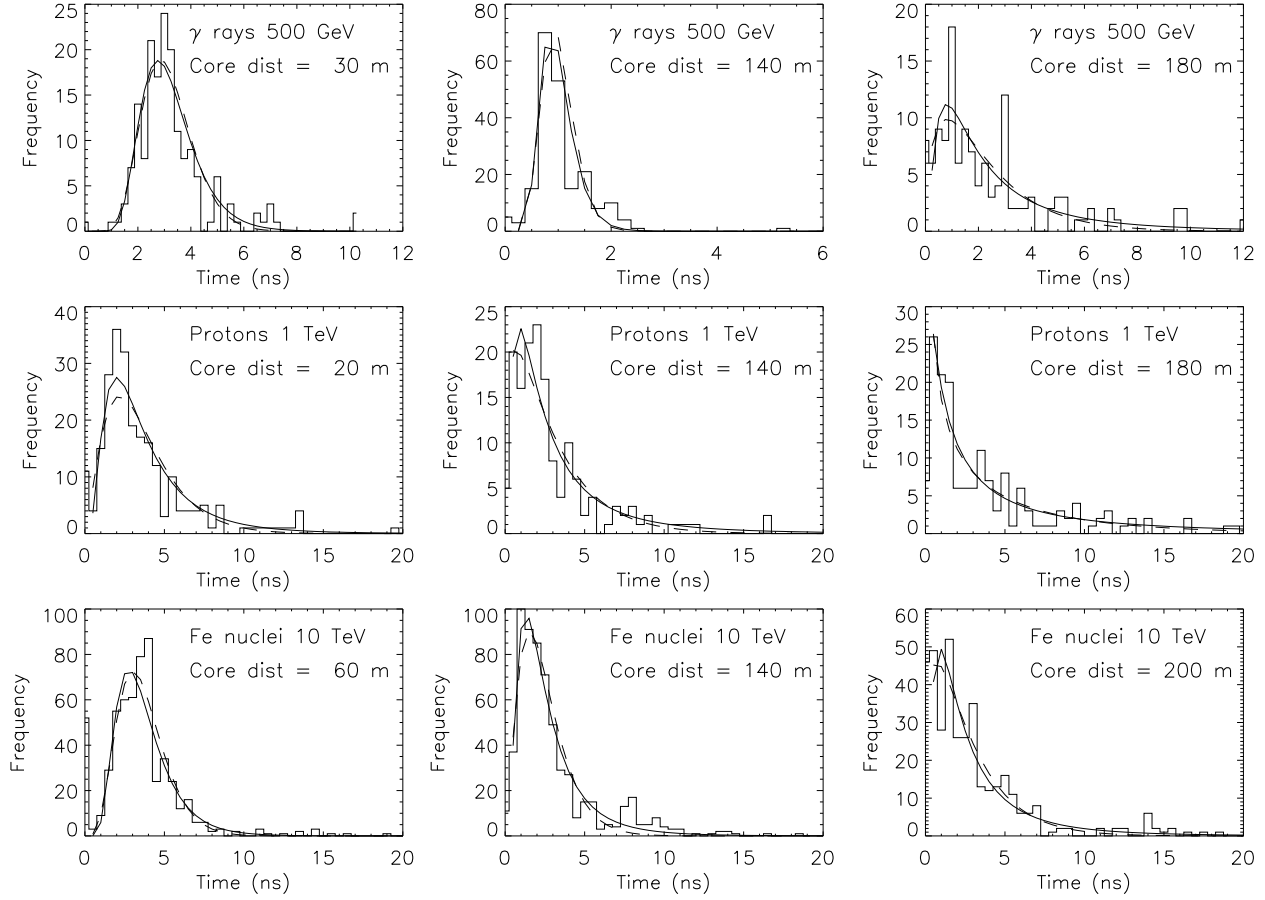 γ rays 500 GeV
Core dist = 30 m
Frequency
25
20
15
10
5
0
0 2 4 6 8 10 12
Time (ns)
γ rays 500 GeV
Core dist = 140 m
Frequency
80
60
40
20
0
0 2 4 6
Time (ns)
γ rays 500 GeV
Core dist = 180 m
Frequency
20
15
10
5
0
0 2 4 6 8 10 12
Time (ns)
Protons 1 TeV
Core dist = 20 m
Frequency
40
30
20
10
0
0 5 10 15 20
Time (ns)
Protons 1 TeV
Core dist = 140 m
Frequency
25
20
15
10
5
0
0 5 10 15 20
Time (ns)
Protons 1 TeV
Core dist = 180 m
Frequency
30
25
20
15
10
5
0
0 5 10 15 20
Time (ns)
Fe nuclei 10 TeV
Core dist = 60 m
Frequency
100
80
60
40
20
0
0 5 10 15 20
Time (ns)
Fe nuclei 10 TeV
Core dist = 140 m
Frequency
100
80
60
40
20
0
0 5 10 15 20
Time (ns)
Fe nuclei 10 TeV
Core dist = 200 m
Frequency
60
50
40
30
20
10
0
0 5 10 15 20
Time (ns)